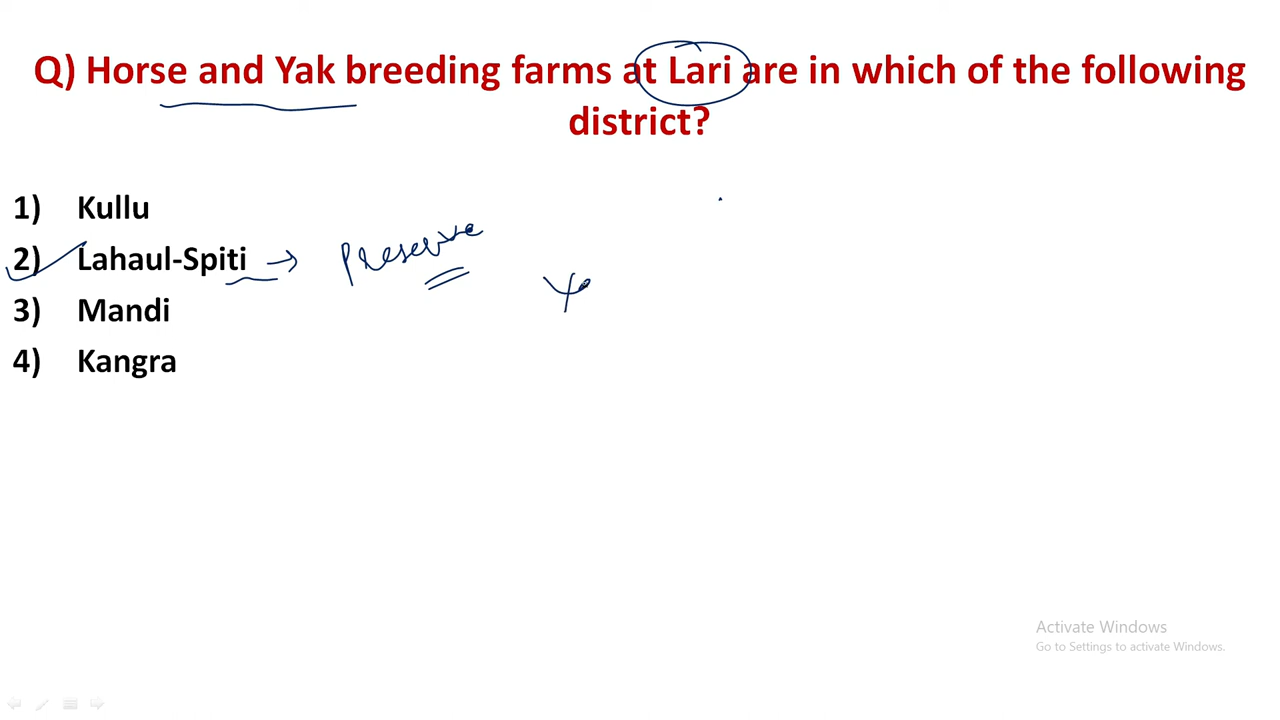 Q) Horse and Yak breeding farms at Lari are in which of the following
district?
1) Kullu
2) Lahaul-Spiti → Preserve
3) Mandi
4) Kangra
Activate Windows
Go to Settings to activate Windows.